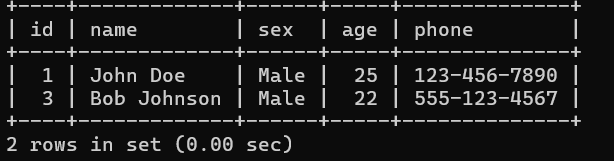 +----+-------------+------+-----+--------------+
| id | name        | sex  | age | phone        |
+----+-------------+------+-----+--------------+
|  1 | John Doe    | Male |  25 | 123-456-7890 |
|  3 | Bob Johnson | Male |  22 | 555-123-4567 |
+----+-------------+------+-----+--------------+
2 rows in set (0.00 sec)